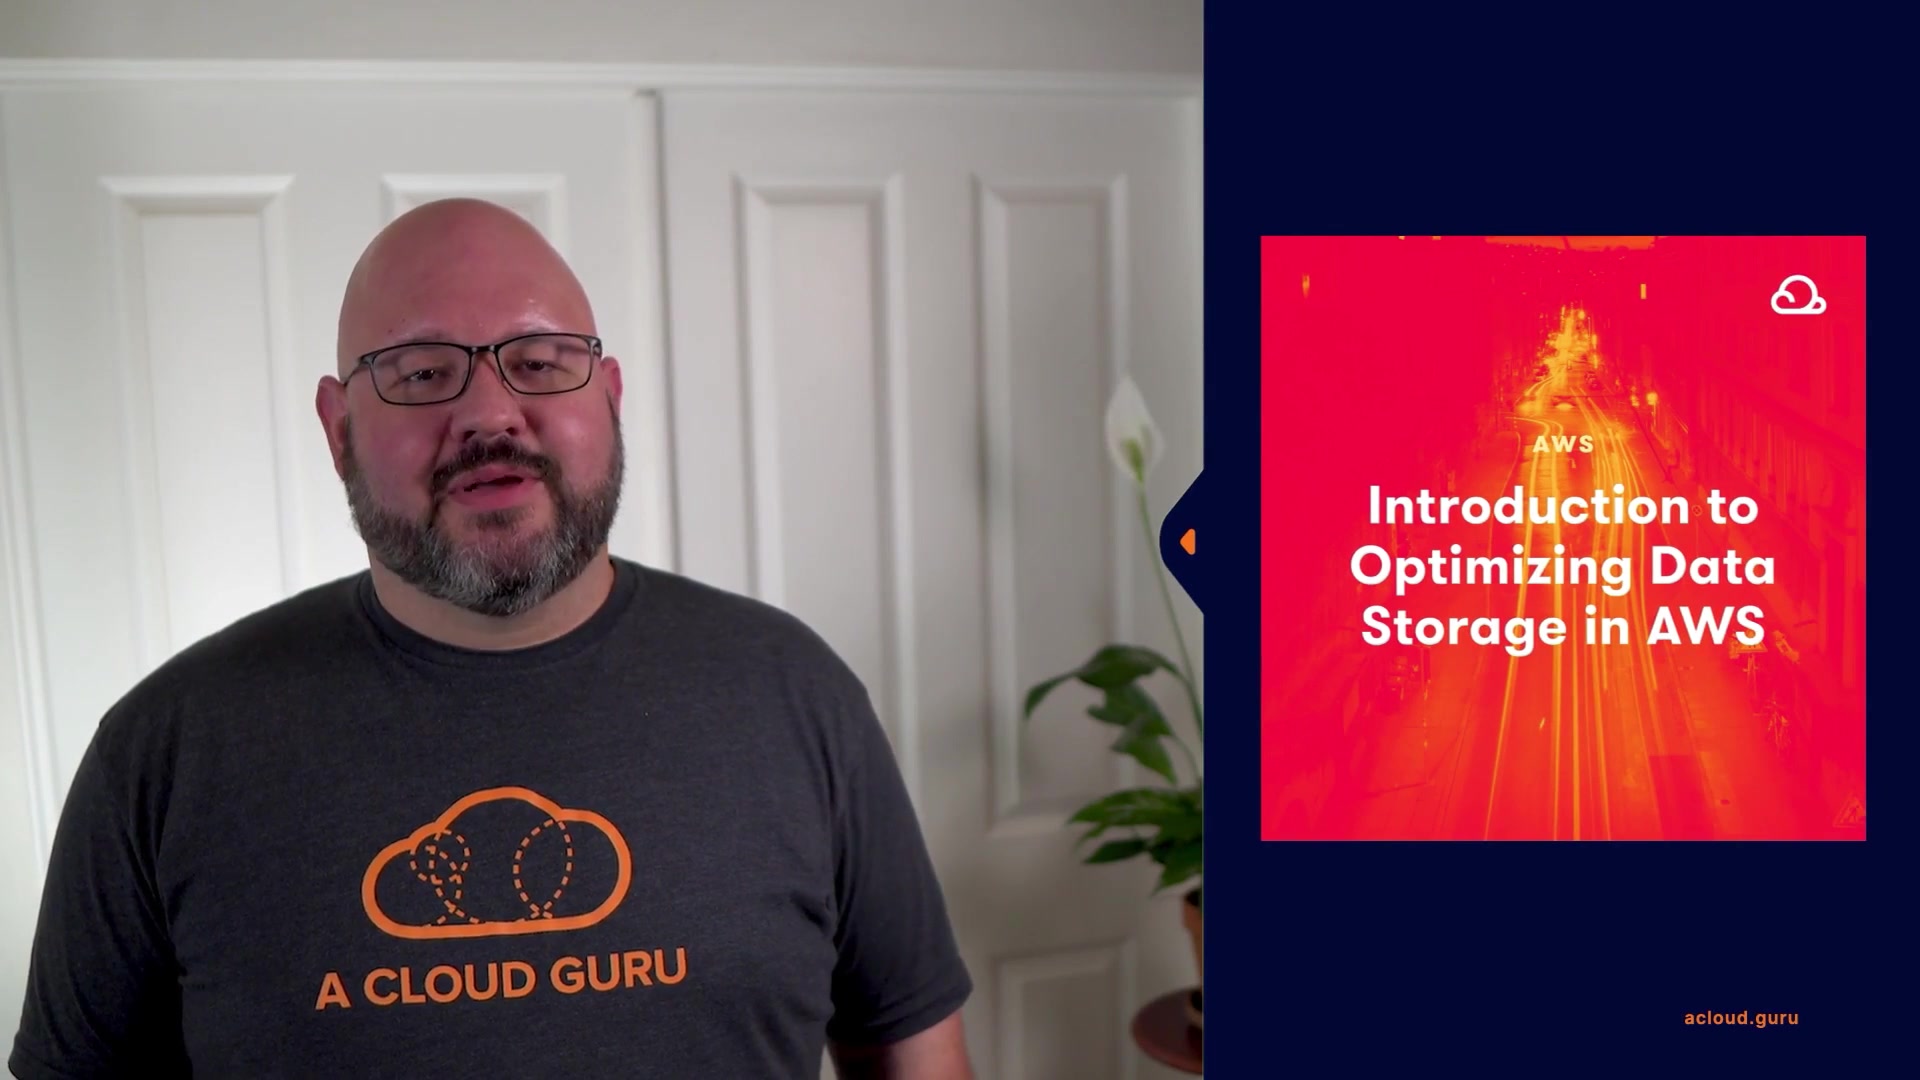 A CLOUD GURU
AWS
Introduction to
Optimizing Data
Storage in AWS
acloud.guru